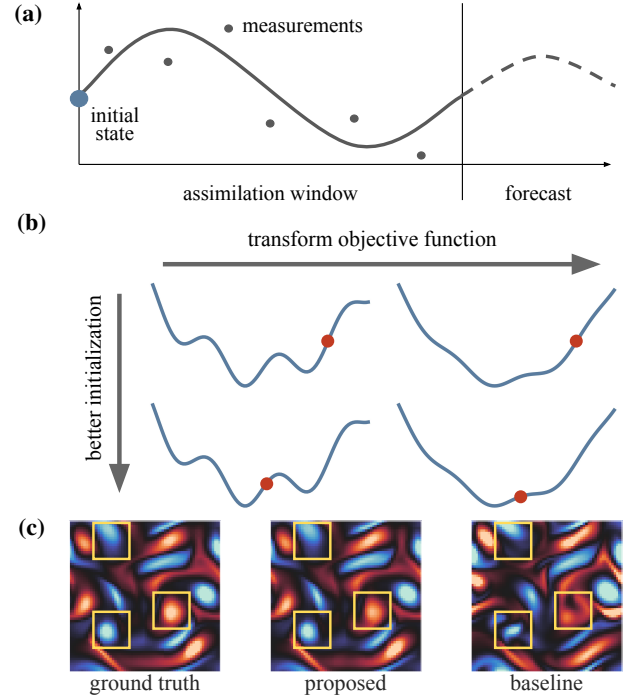 (a)
measurements
initial
state
assimilation window
forecast
(b)
transform objective function
better initialization
(c)
ground truth
proposed
baseline